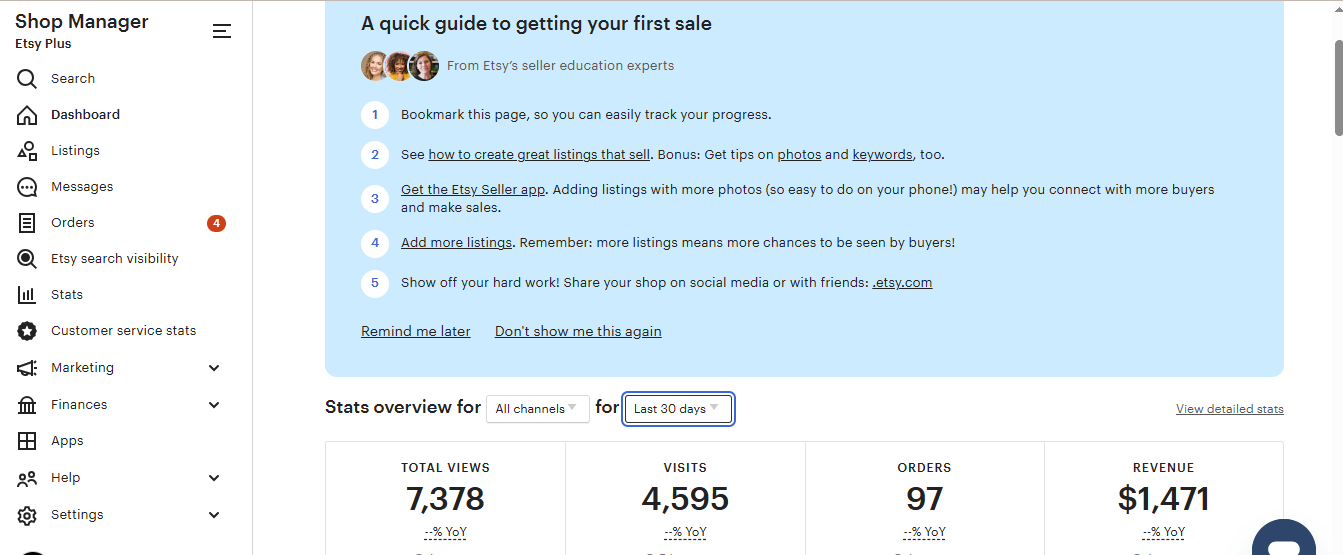 Shop Manager
Etsy Plus
Search
Dashboard
Listings
Messages
Orders
4
Etsy search visibility
Stats
Customer service stats
Marketing
Finances
Apps
Help
Settings
A quick guide to getting your first sale
From Etsy's seller education experts
1 Bookmark this page, so you can easily track your progress.
2 See how to create great listings that sell. Bonus: Get tips on photos and keywords, too.
3 Get the Etsy Seller app. Adding listings with more photos (so easy to do on your phone!) may help you connect with more buyers
and make sales.
4 Add more listings. Remember: more listings means more chances to be seen by buyers!
5 Show off your hard work! Share your shop on social media or with friends: .etsy.com
Remind me later Don't show me this again
Stats overview for All channels for Last 30 days View detailed stats
TOTAL VIEWS VISITS ORDERS REVENUE
7,378 4,595 97 $1,471
--% YoY --% YoY --% YoY --% YoY